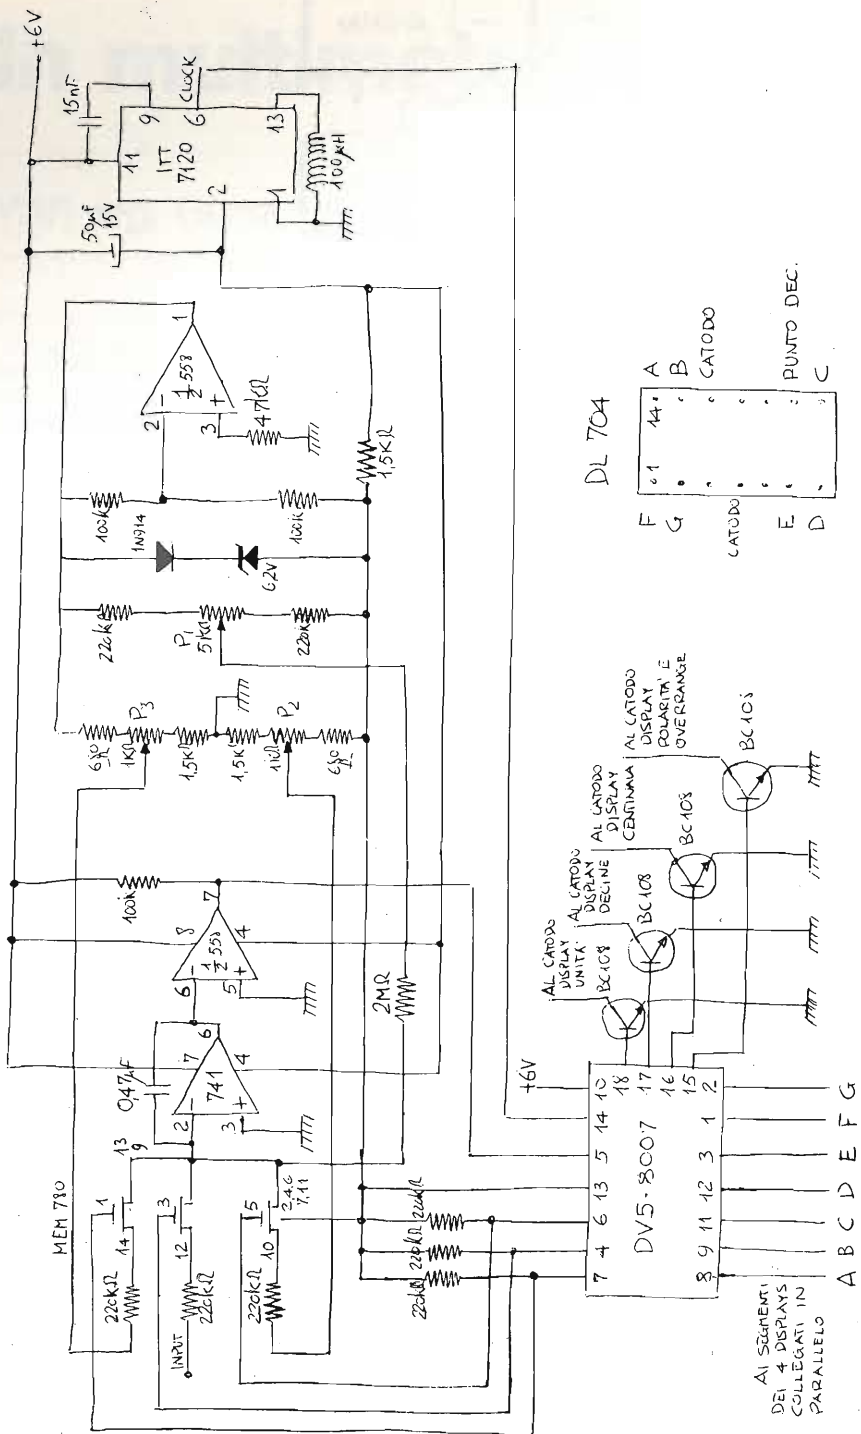 +6V
15nF
9
CLOCK
6
13
11
ITT
7120
2
1
100µH
50µF
15V
1
½ 558
2
3
47KΩ
100k
1N914
100k
6,2V
1,5KΩ
220k
P1
5KΩ
220k
680
Ω
P3
1KΩ
1,5K
1,5K
P2
1KΩ
680
Ω
100k
7
8
½ 558
4
6
5
2MΩ
0,47µF
6
7
741
4
2
3
13
9
MEM 780
1
14
220kΩ
3
12
220kΩ
INPUT
5
2,4,6
7,11
10
220kΩ
220kΩ
220kΩ
220kΩ
DL 704
F
G
CATODO
E
D
1
14
A
B
CATODO
PUNTO DEC.
C
AL CATODO
DISPLAY
UNITA'
BC108
AL CATODO
DISPLAY
DECINE
BC108
AL CATODO
DISPLAY
CENTINAIA
BC108
AL CATODO
DISPLAY
POLARITA' E
OVERRANGE
BC108
+6V
7
4
6
13
5
14
10
18
17
16
15
DV5-8007
8
9
11
12
3
1
2
A
B
C
D
E
F
G
AI SEGMENTI
DEI 4 DISPLAYS
COLLEGATI IN
PARALLELO